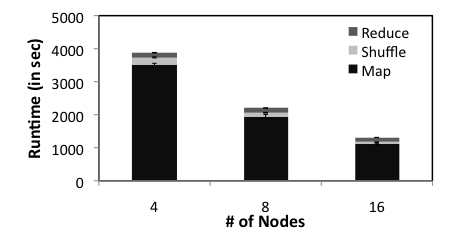 5000
4000
3000
2000
1000
0
Runtime (in sec)
Reduce
Shuffle
Map
4 8 16
# of Nodes